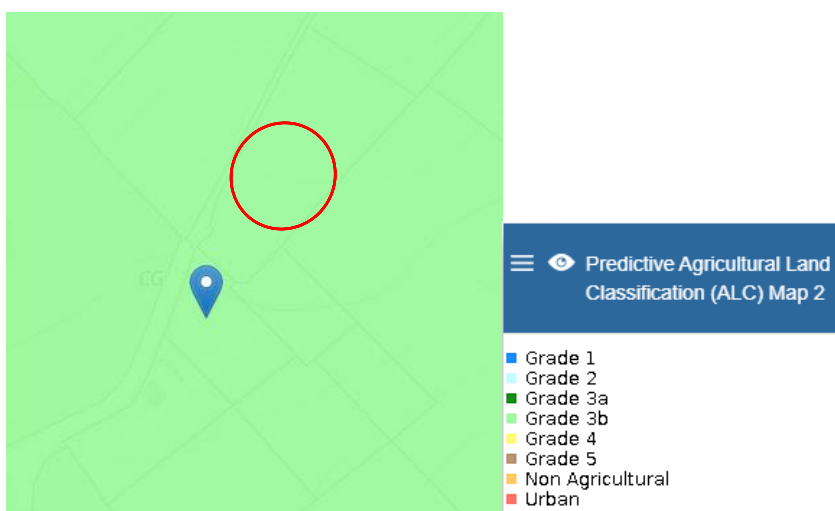 CG
Predictive Agricultural Land
Classification (ALC) Map 2
Grade 1
Grade 2
Grade 3a
Grade 3b
Grade 4
Grade 5
Non Agricultural
Urban